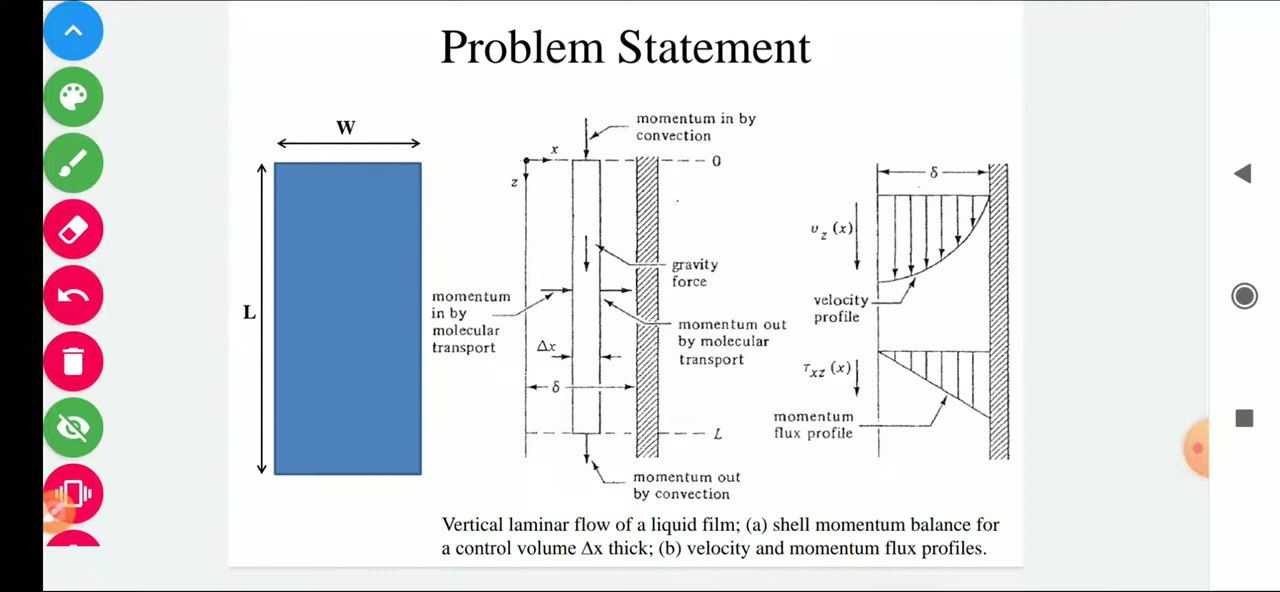 Problem Statement
W
L
momentum in by
convection
x
0
z
gravity
force
momentum
in by
molecular
transport
momentum out
by molecular
transport
Δx
δ
L
momentum out
by convection
δ
υz (x)
velocity
profile
τxz (x)
momentum
flux profile
Vertical laminar flow of a liquid film; (a) shell momentum balance for
a control volume Δx thick; (b) velocity and momentum flux profiles.